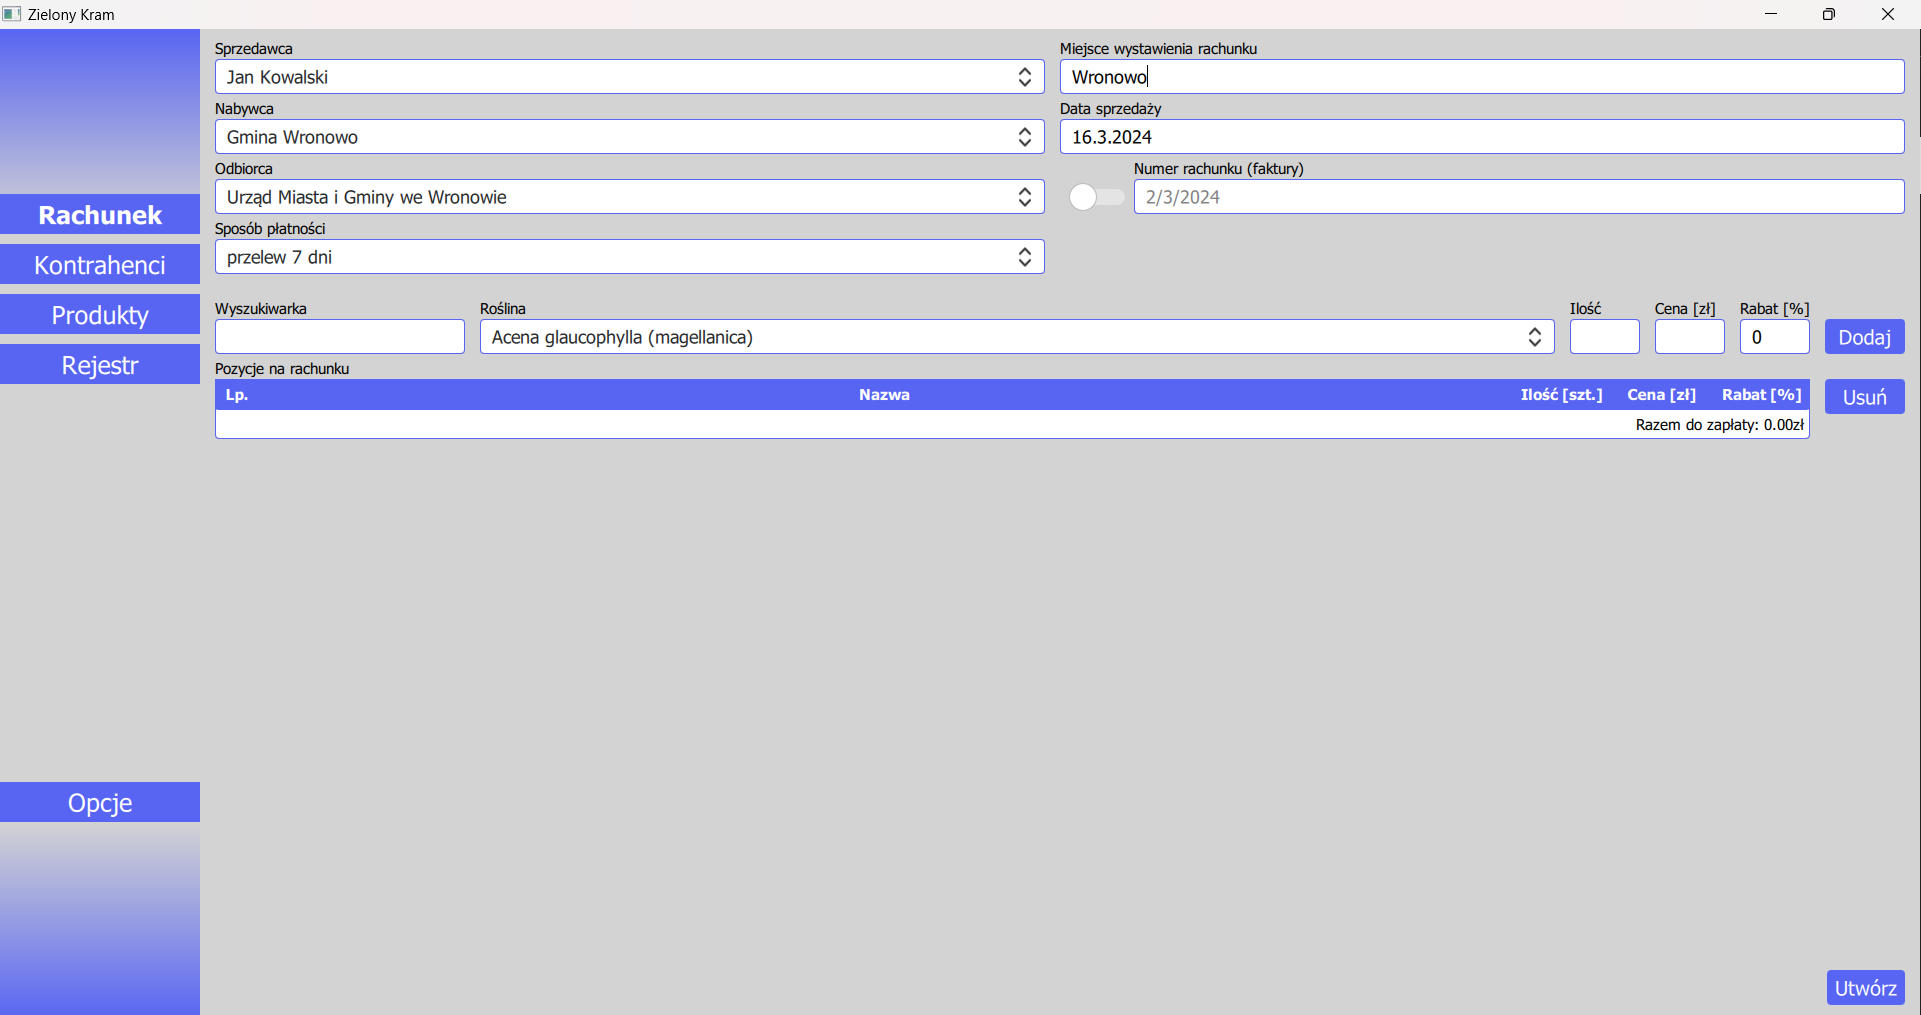 Zielony Kram
Sprzedawca
Jan Kowalski
Miejsce wystawienia rachunku
Wronowo
Nabywca
Gmina Wronowo
Data sprzedaży
16.3.2024
Odbiorca
Urząd Miasta i Gminy we Wronowie
Numer rachunku (faktury)
2/3/2024
Sposób płatności
przelew 7 dni
Rachunek
Kontrahenci
Produkty
Rejestr
Opcje
Wyszukiwarka
Roślina
Acena glaucophylla (magellanica)
Ilość
Cena [zł]
Rabat [%]
0
Dodaj
Pozycje na rachunku
Lp. Nazwa Ilość [szt.] Cena [zł] Rabat [%]
Usuń
Razem do zapłaty: 0.00zł
Utwórz